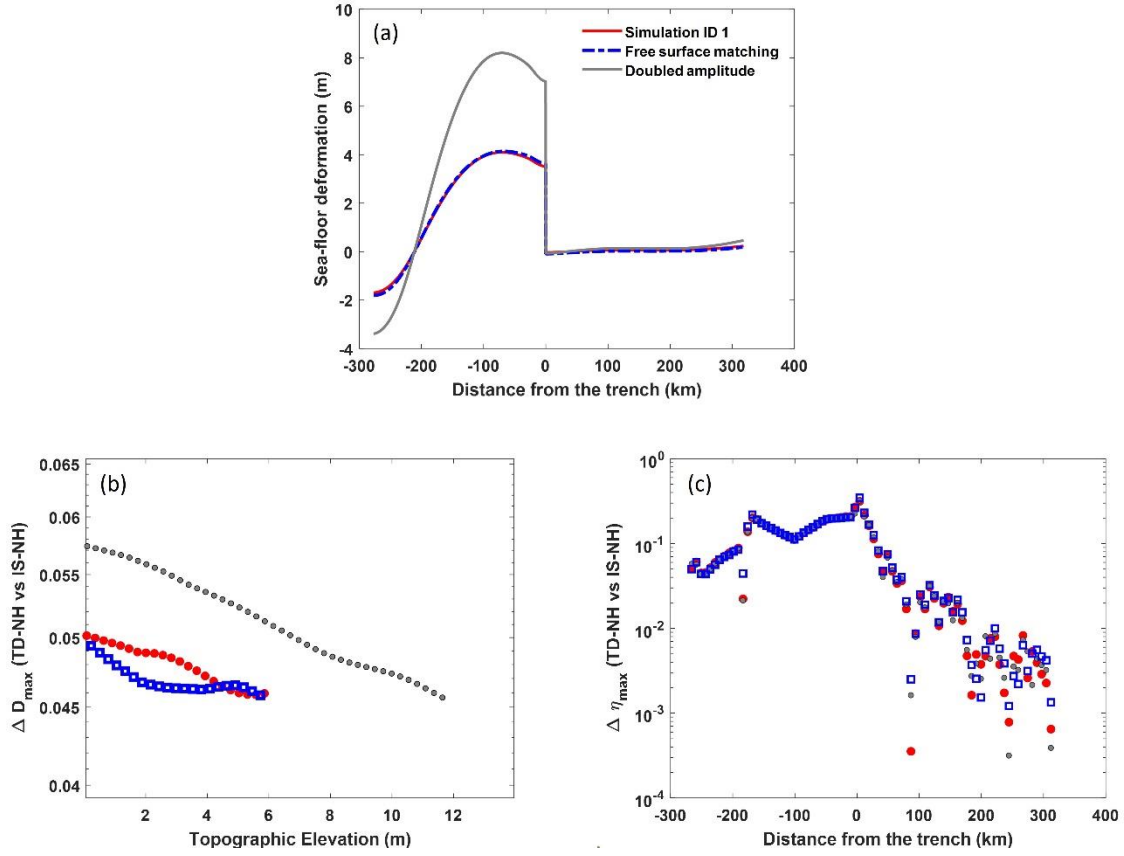 (a)
Simulation ID 1
Free surface matching
Doubled amplitude
10
8
6
4
2
0
-2
-4
Sea-floor deformation (m)
-300 -200 -100 0 100 200 300 400
Distance from the trench (km)
(b)
0.065
0.06
0.055
0.05
0.045
0.04
Δ D_max (TD-NH vs IS-NH)
2 4 6 8 10 12
Topographic Elevation (m)
(c)
10^0
10^-1
10^-2
10^-3
10^-4
Δ η_max (TD-NH vs IS-NH)
-300 -200 -100 0 100 200 300 400
Distance from the trench (km)